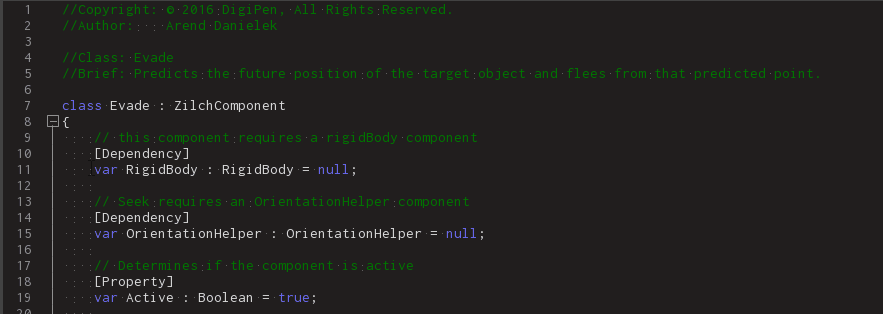 1 //Copyright: © 2016 DigiPen, All Rights Reserved.
2 //Author: Arend Danielek
3
4 //Class: Evade
5 //Brief: Predicts the future position of the target object and flees from that predicted point.
6
7 class Evade : ZilchComponent
8 {
9 // this component requires a rigidBody component
10 [Dependency]
11 var RigidBody : RigidBody = null;
12
13 // Seek requires an OrientationHelper component
14 [Dependency]
15 var OrientationHelper : OrientationHelper = null;
16
17 // Determines if the component is active
18 [Property]
19 var Active : Boolean = true;
20